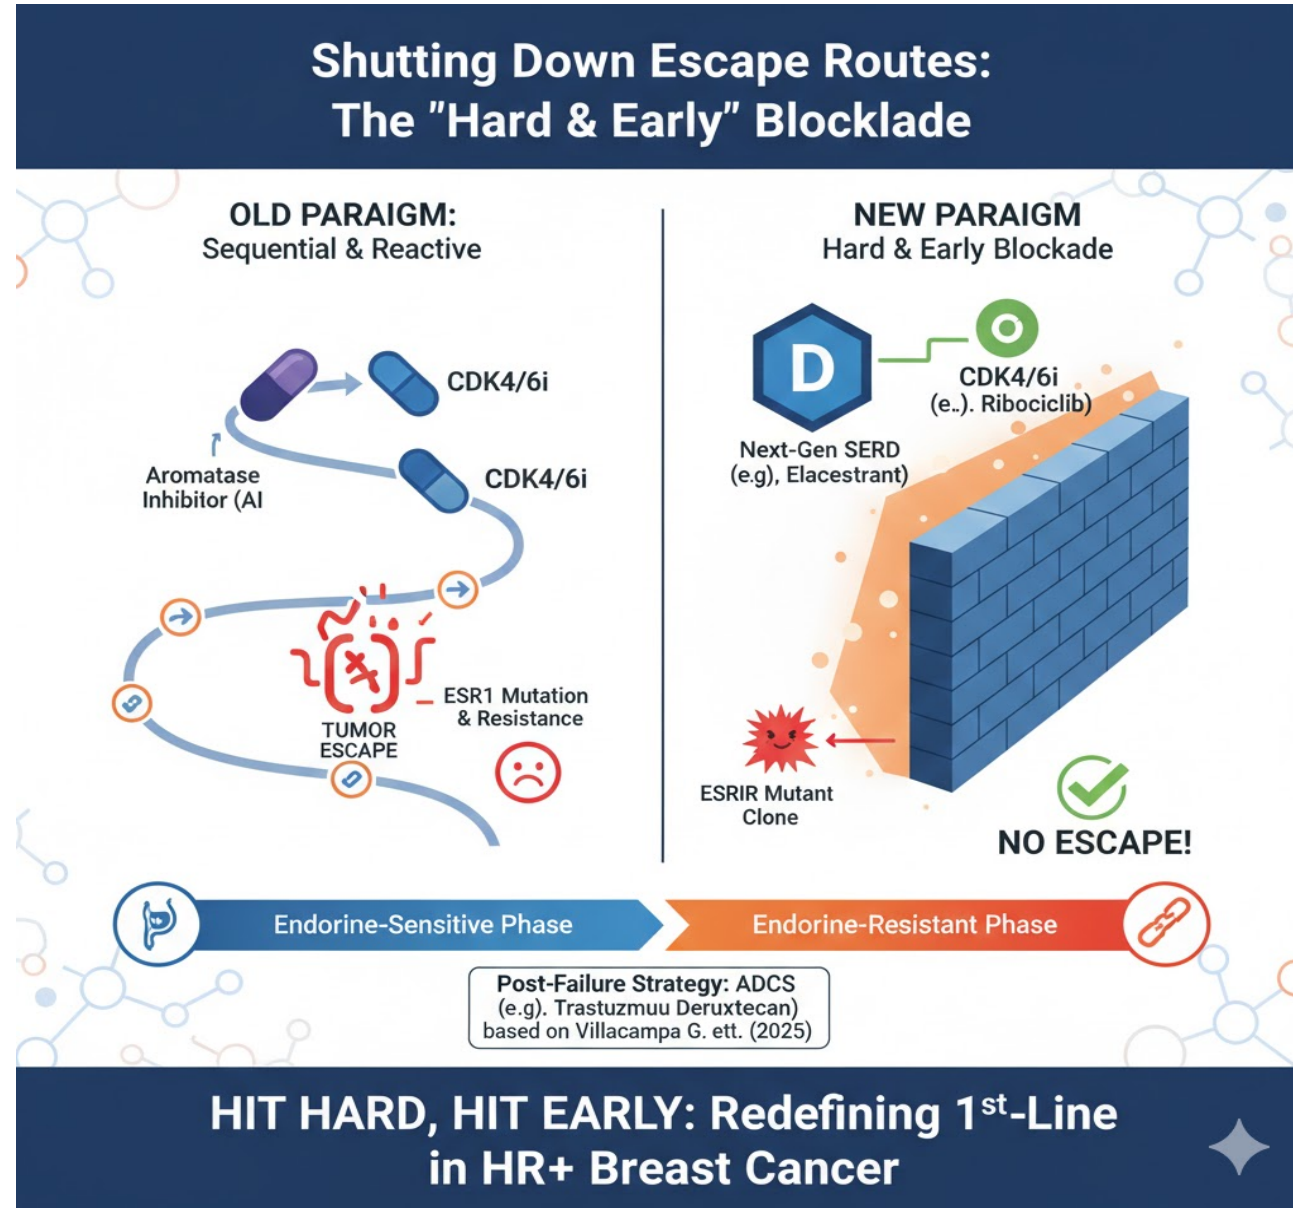 Shutting Down Escape Routes:
The "Hard & Early" Blocklade
OLD PARAIGM:
Sequential & Reactive
CDK4/6i
Aromatase
Inhibitor (AI
CDK4/6i
TUMOR
ESCAPE
ESR1 Mutation
& Resistance
NEW PARAIGM
Hard & Early Blockade
D
Next-Gen SERD
(e.g), Elacestrant)
CDK4/6i
(e..). Ribociclib)
ESRIR Mutant
Clone
NO ESCAPE!
Endorine-Sensitive Phase
Endorine-Resistant Phase
Post-Failure Strategy: ADCS
(e.g). Trastuzmuu Deruxtecan)
based on Villacampa G. ett. (2025)
HIT HARD, HIT EARLY: Redefining 1st-Line
in HR+ Breast Cancer